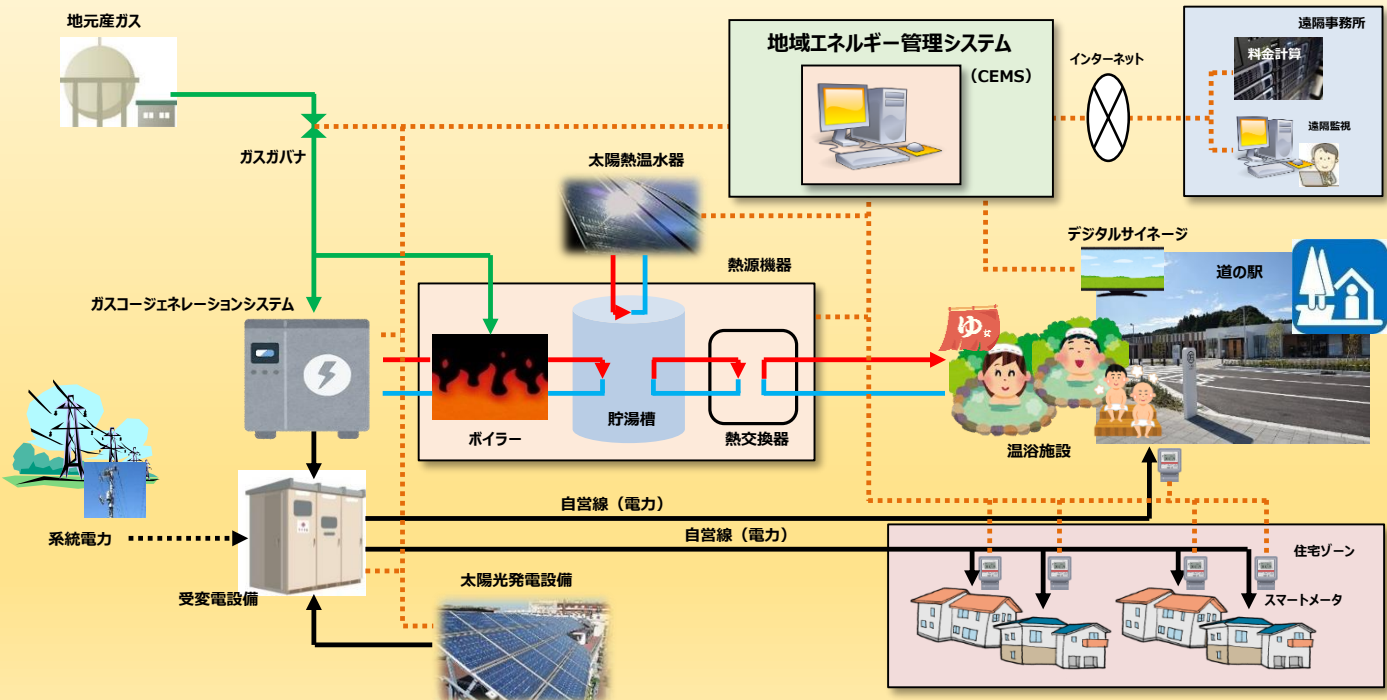 地元産ガス
ガスガバナ
地域エネルギー管理システム
(CEMS)
インターネット
遠隔事務所
料金計算
遠隔監視
太陽熱温水器
デジタルサイネージ
道の駅
熱源機器
ガスコージェネレーションシステム
ゆ
ボイラー
貯湯槽
熱交換器
温浴施設
系統電力
受変電設備
自営線（電力）
自営線（電力）
太陽光発電設備
住宅ゾーン
スマートメータ